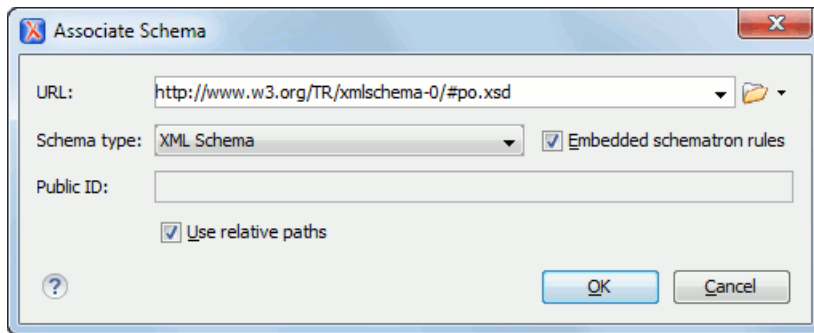 Associate Schema
URL: http://www.w3.org/TR/xmlschema-0/#po.xsd
Schema type: XML Schema Embedded schematron rules
Public ID:
Use relative paths
? OK Cancel